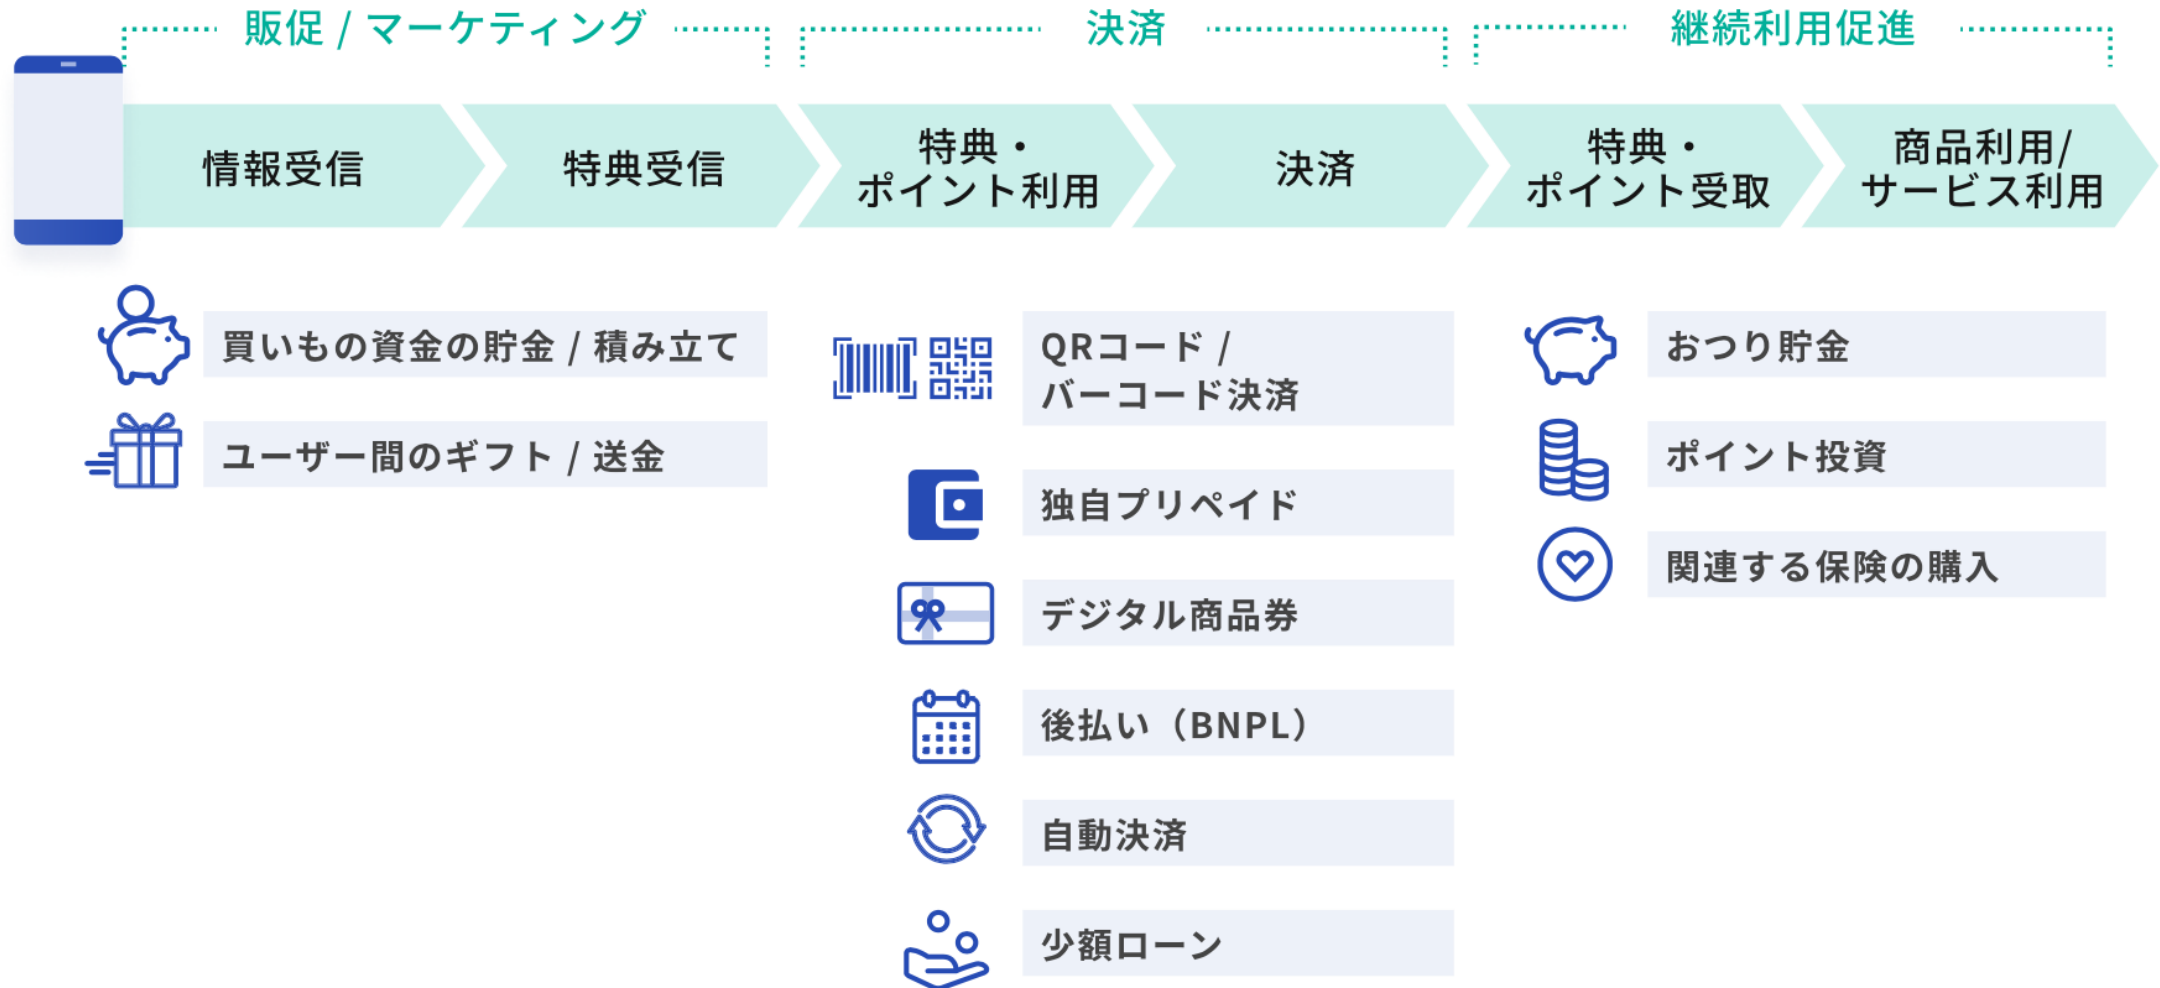 販促 / マーケティング
決済
継続利用促進
情報受信
特典受信
特典・
ポイント利用
決済
特典・
ポイント受取
商品利用/
サービス利用
買いもの資金の貯金 / 積み立て
ユーザー間のギフト / 送金
QRコード /
バーコード決済
独自プリペイド
デジタル商品券
後払い（BNPL）
自動決済
少額ローン
おつり貯金
ポイント投資
関連する保険の購入